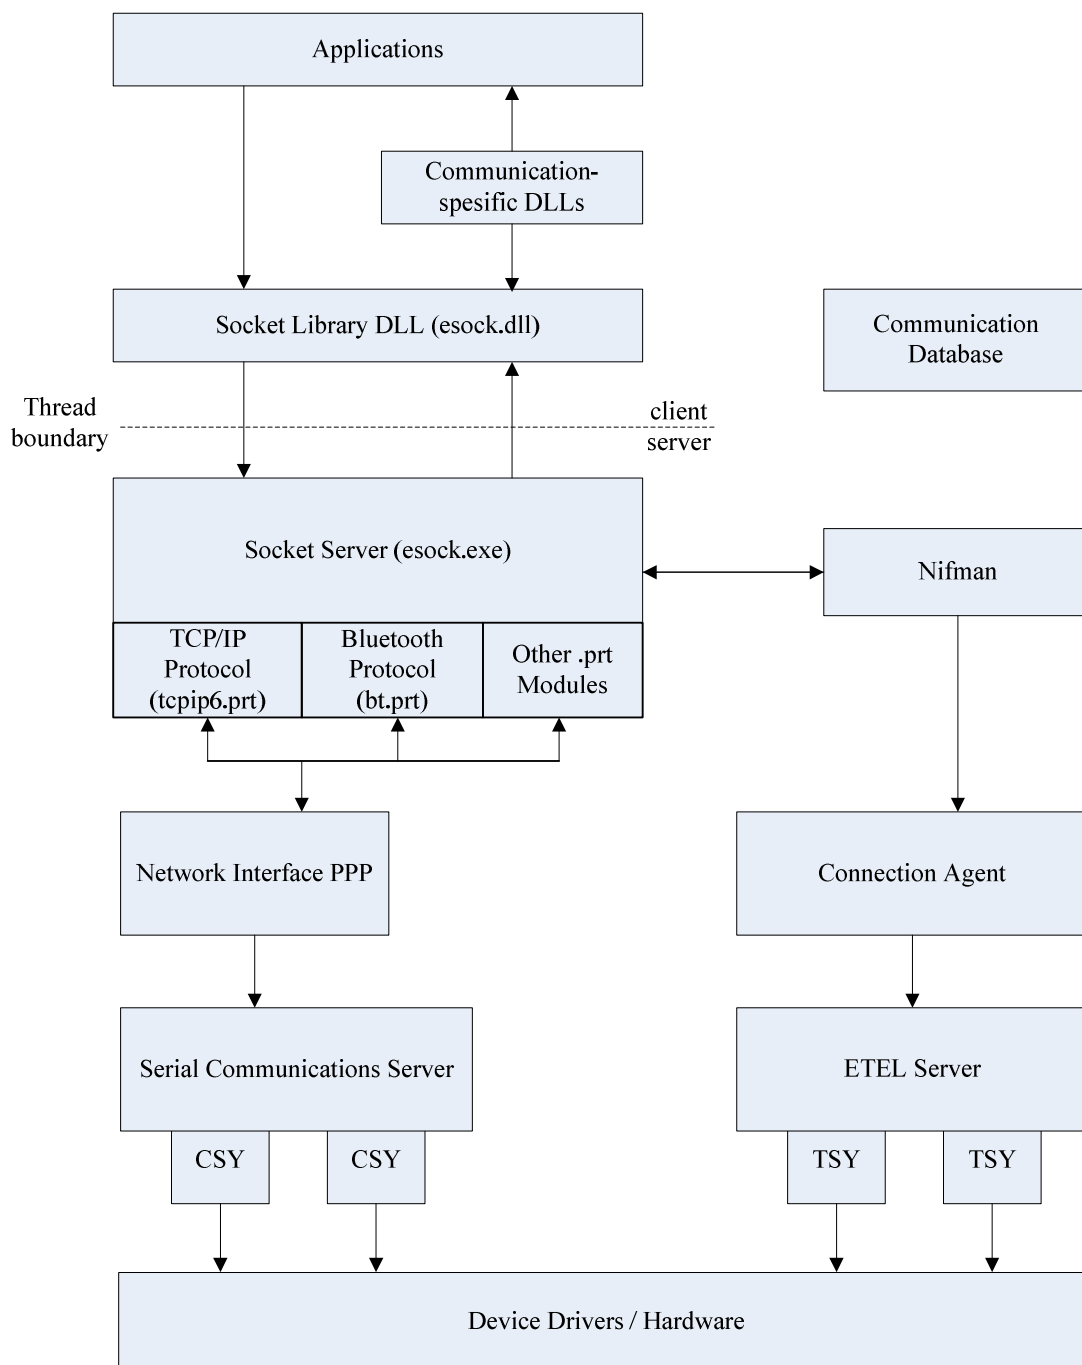 Applications
Communication-
spesific DLLs
Socket Library DLL (esock.dll)
Communication
Database
Thread
boundary
client
server
Socket Server (esock.exe)
Nifman
TCP/IP
Protocol
(tcpip6.prt)
Bluetooth
Protocol
(bt.prt)
Other .prt
Modules
Network Interface PPP
Connection Agent
Serial Communications Server
ETEL Server
CSY
CSY
TSY
TSY
Device Drivers / Hardware